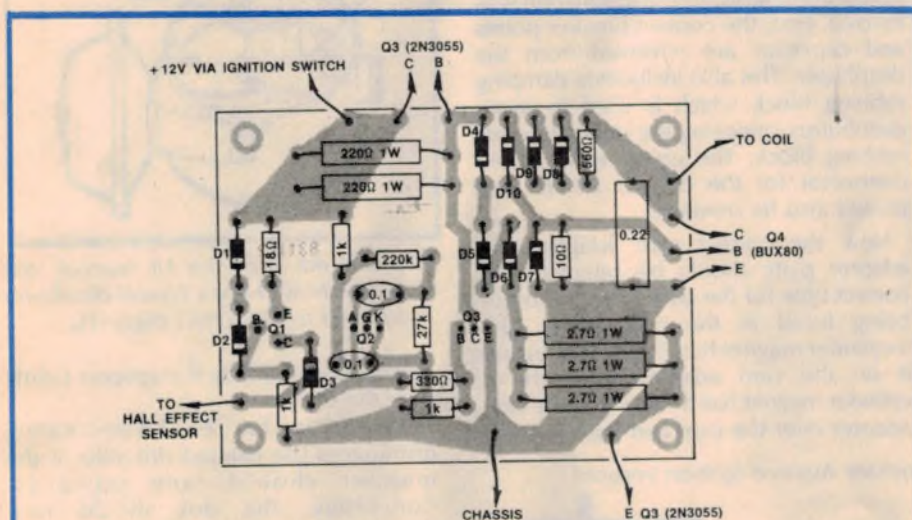 Q3 (2N3055)
+12V VIA IGNITION SWITCH
C B
D4
D10
D9
D8
560Ω
TO COIL
220Ω 1W
220Ω 1W
D1
18Ω
1k
220k
D5
D6
D7
10Ω
0.22
C
B
E
Q4
(BUX80)
0.1
27k
B
E
C
Q1
A G K
Q2
Q3
B C E
D2
0.1
D3
330Ω
1k
1k
2.7Ω 1W
2.7Ω 1W
2.7Ω 1W
TO
HALL EFFECT
SENSOR
CHASSIS
E Q3 (2N3055)